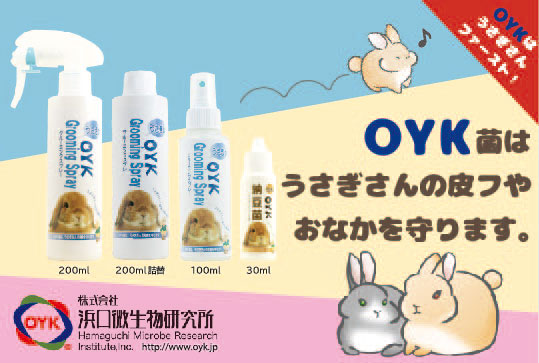 OYKは
うさぎさん
ファースト!
OYK菌は
うさぎさんの皮フや
おなかを守ります。
OYK
Grooming Spray
OYK
Grooming Spray
OYK
Grooming Spray
OYK
納豆菌
200ml
200ml詰替
100ml
30ml
OYK
株式会社
浜口微生物研究所
Hamaguchi Microbe Research
Institute,Inc. http://www.oyk.jp